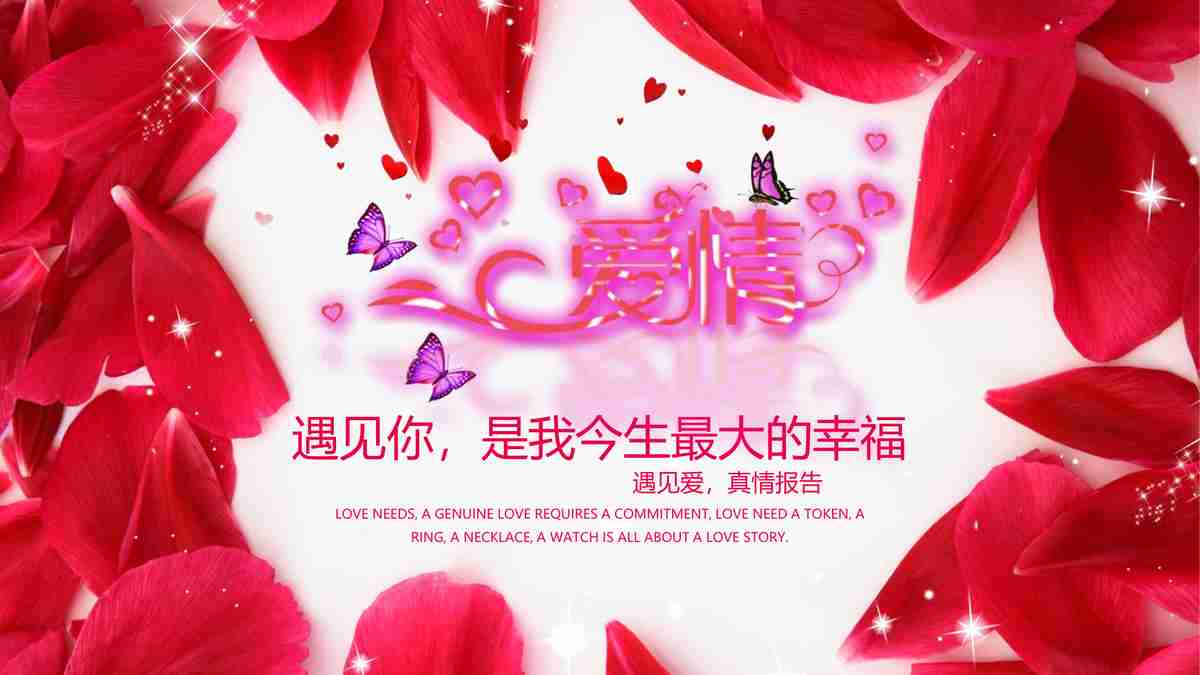 爱情
遇见你，是我今生最大的幸福
遇见爱，真情报告
LOVE NEEDS, A GENUINE LOVE REQUIRES A COMMITMENT, LOVE NEED A TOKEN, A
RING, A NECKLACE, A WATCH IS ALL ABOUT A LOVE STORY.